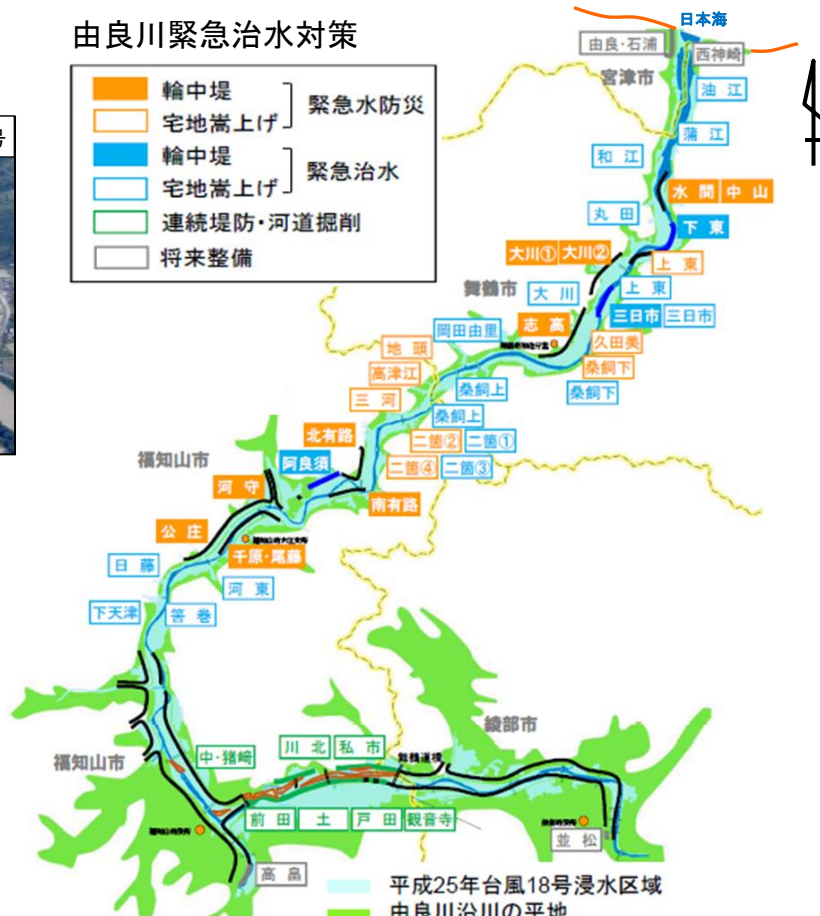 由良川緊急治水対策
号
輪中堤
宅地嵩上げ
緊急水防災
輪中堤
宅地嵩上げ
緊急治水
連続堤防・河道掘削
将来整備
日本海
由良・石浦
西神崎
宮津市
油 江
蒲 江
和 江
水 間
中 山
丸 田
下 東
大川①
大川②
上 東
舞鶴市
大 川
上 東
三日市
三日市
岡田由里
志 高
久田美
地 頭
桑飼下
高津江
桑飼上
桑飼下
三 河
桑飼上
北有路
二箇②
二箇①
福知山市
阿良須
二箇④
二箇③
河 守
南有路
公 庄
千原・尾藤
日 藤
河 東
下天津
筈 巻
綾部市
川 北
私 市
中・猪崎
福知山市
前 田
土
戸 田
観音寺
並 松
高 畠
平成25年台風18号浸水区域
由良川沿川の平地